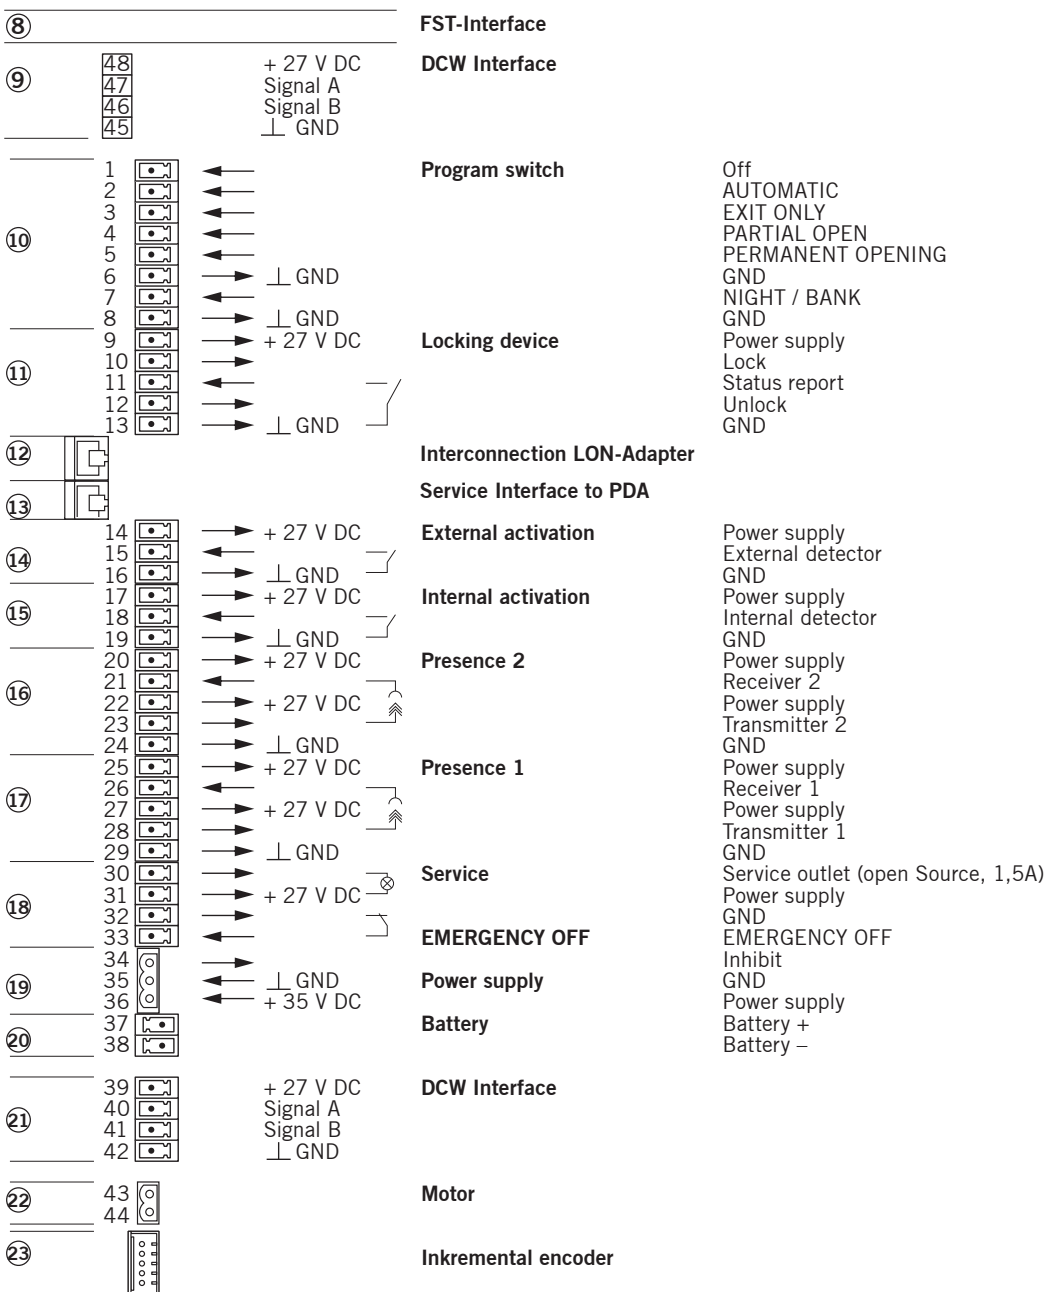 8 FST-Interface
9 48 + 27 V DC DCW Interface
47 Signal A
46 Signal B
45 GND
1 Program switch Off
2 AUTOMATIC
3 EXIT ONLY
10 4 PARTIAL OPEN
5 PERMANENT OPENING
6 GND GND
7 NIGHT / BANK
8 GND GND
9 + 27 V DC Locking device Power supply
10 Lock
11 11 Status report
12 Unlock
13 GND GND
12 Interconnection LON-Adapter
13 Service Interface to PDA
14 + 27 V DC External activation Power supply
14 15 External detector
16 GND GND
17 + 27 V DC Internal activation Power supply
15 18 Internal detector
19 GND GND
20 + 27 V DC Presence 2 Power supply
21 Receiver 2
16 22 + 27 V DC Power supply
23 Transmitter 2
24 GND GND
25 + 27 V DC Presence 1 Power supply
26 Receiver 1
17 27 + 27 V DC Power supply
28 Transmitter 1
29 GND GND
30 Service Service outlet (open Source, 1,5A)
31 + 27 V DC Power supply
18 32 GND
33 EMERGENCY OFF EMERGENCY OFF
34 Inhibit
19 35 GND Power supply GND
36 + 35 V DC Power supply
37 Battery Battery +
20 38 Battery –
39 + 27 V DC DCW Interface
40 Signal A
21 41 Signal B
42 GND
22 43 Motor
44
23 Inkremental encoder